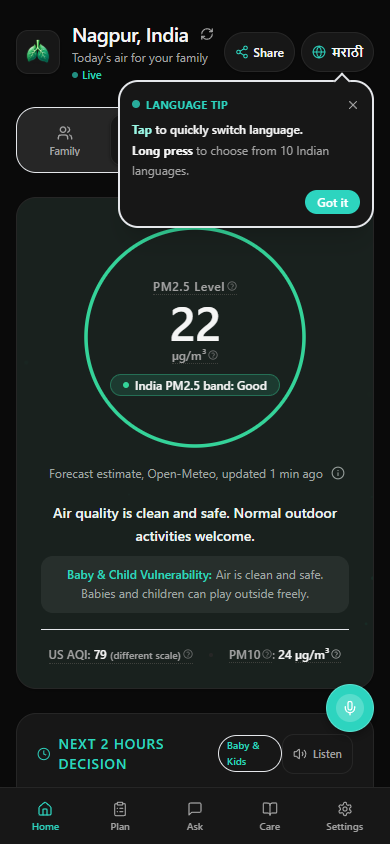 Nagpur, India
Today's air for your family
Live
Share
मराठी
LANGUAGE TIP
Tap to quickly switch language.
Long press to choose from 10 Indian
languages.
Got it
Family
PM2.5 Level
22
µg/m³
India PM2.5 band: Good
Forecast estimate, Open-Meteo, updated 1 min ago
Air quality is clean and safe. Normal outdoor
activities welcome.
Baby & Child Vulnerability: Air is clean and safe.
Babies and children can play outside freely.
US AQI: 79 (different scale)
PM10: 24 µg/m³
NEXT 2 HOURS
DECISION
Baby &
Kids
Listen
Home
Plan
Ask
Care
Settings